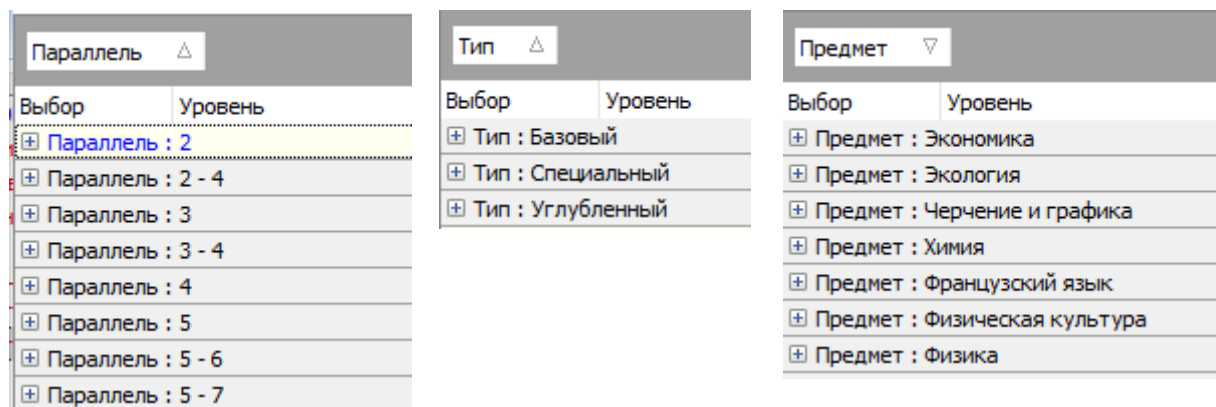 Параллель
Выбор Уровень
Параллель : 2
Параллель : 2 - 4
Параллель : 3
Параллель : 3 - 4
Параллель : 4
Параллель : 5
Параллель : 5 - 6
Параллель : 5 - 7
Тип
Выбор Уровень
Тип : Базовый
Тип : Специальный
Тип : Углубленный
Предмет
Выбор Уровень
Предмет : Экономика
Предмет : Экология
Предмет : Черчение и графика
Предмет : Химия
Предмет : Французский язык
Предмет : Физическая культура
Предмет : Физика